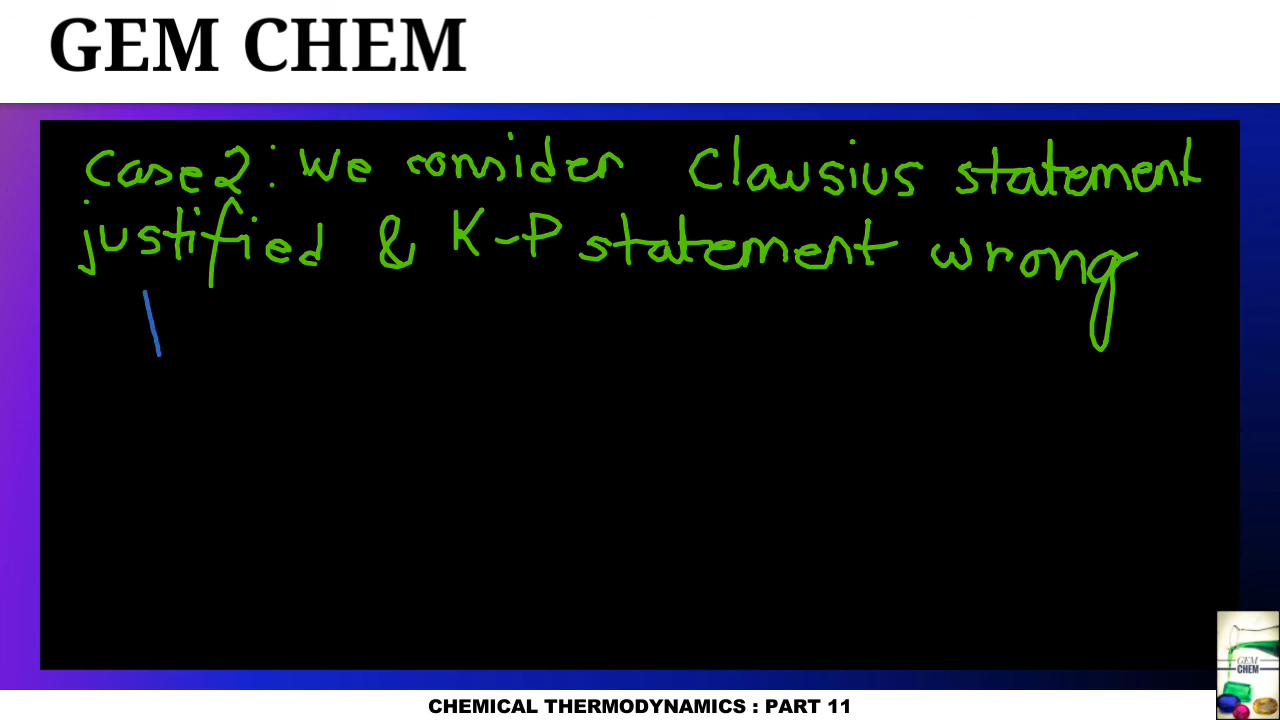 GEM CHEM
Case 2: We consider Clausius statement
justified & K-P statement wrong
GEM
CHEM
CHEMICAL THERMODYNAMICS : PART 11